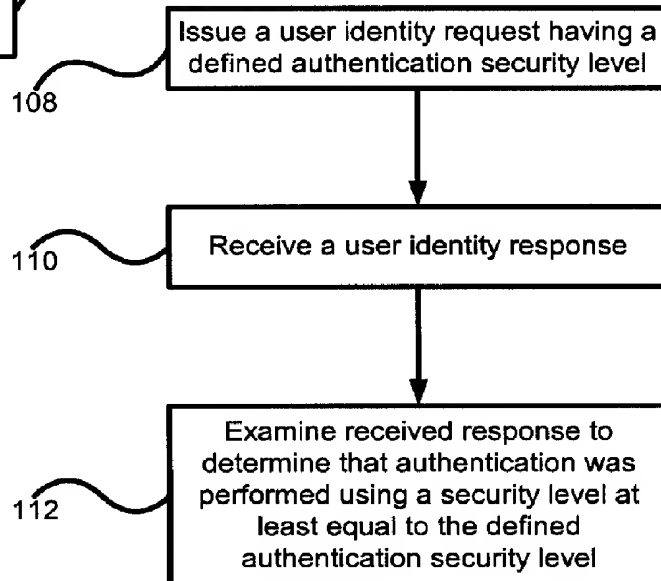 Issue a user identity request having a
defined authentication security level
108
Receive a user identity response
110
Examine received response to
determine that authentication was
performed using a security level at
least equal to the defined
authentication security level
112